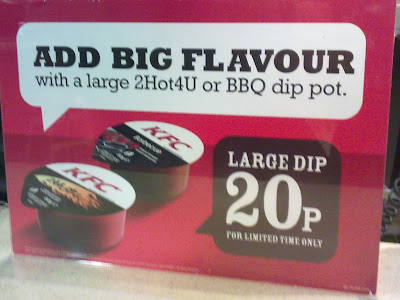 ADD BIG FLAVOUR
with a large 2Hot4U or BBQ dip pot.
KFC
Barbecue
KFC
LARGE DIP
20P
FOR LIMITED TIME ONLY